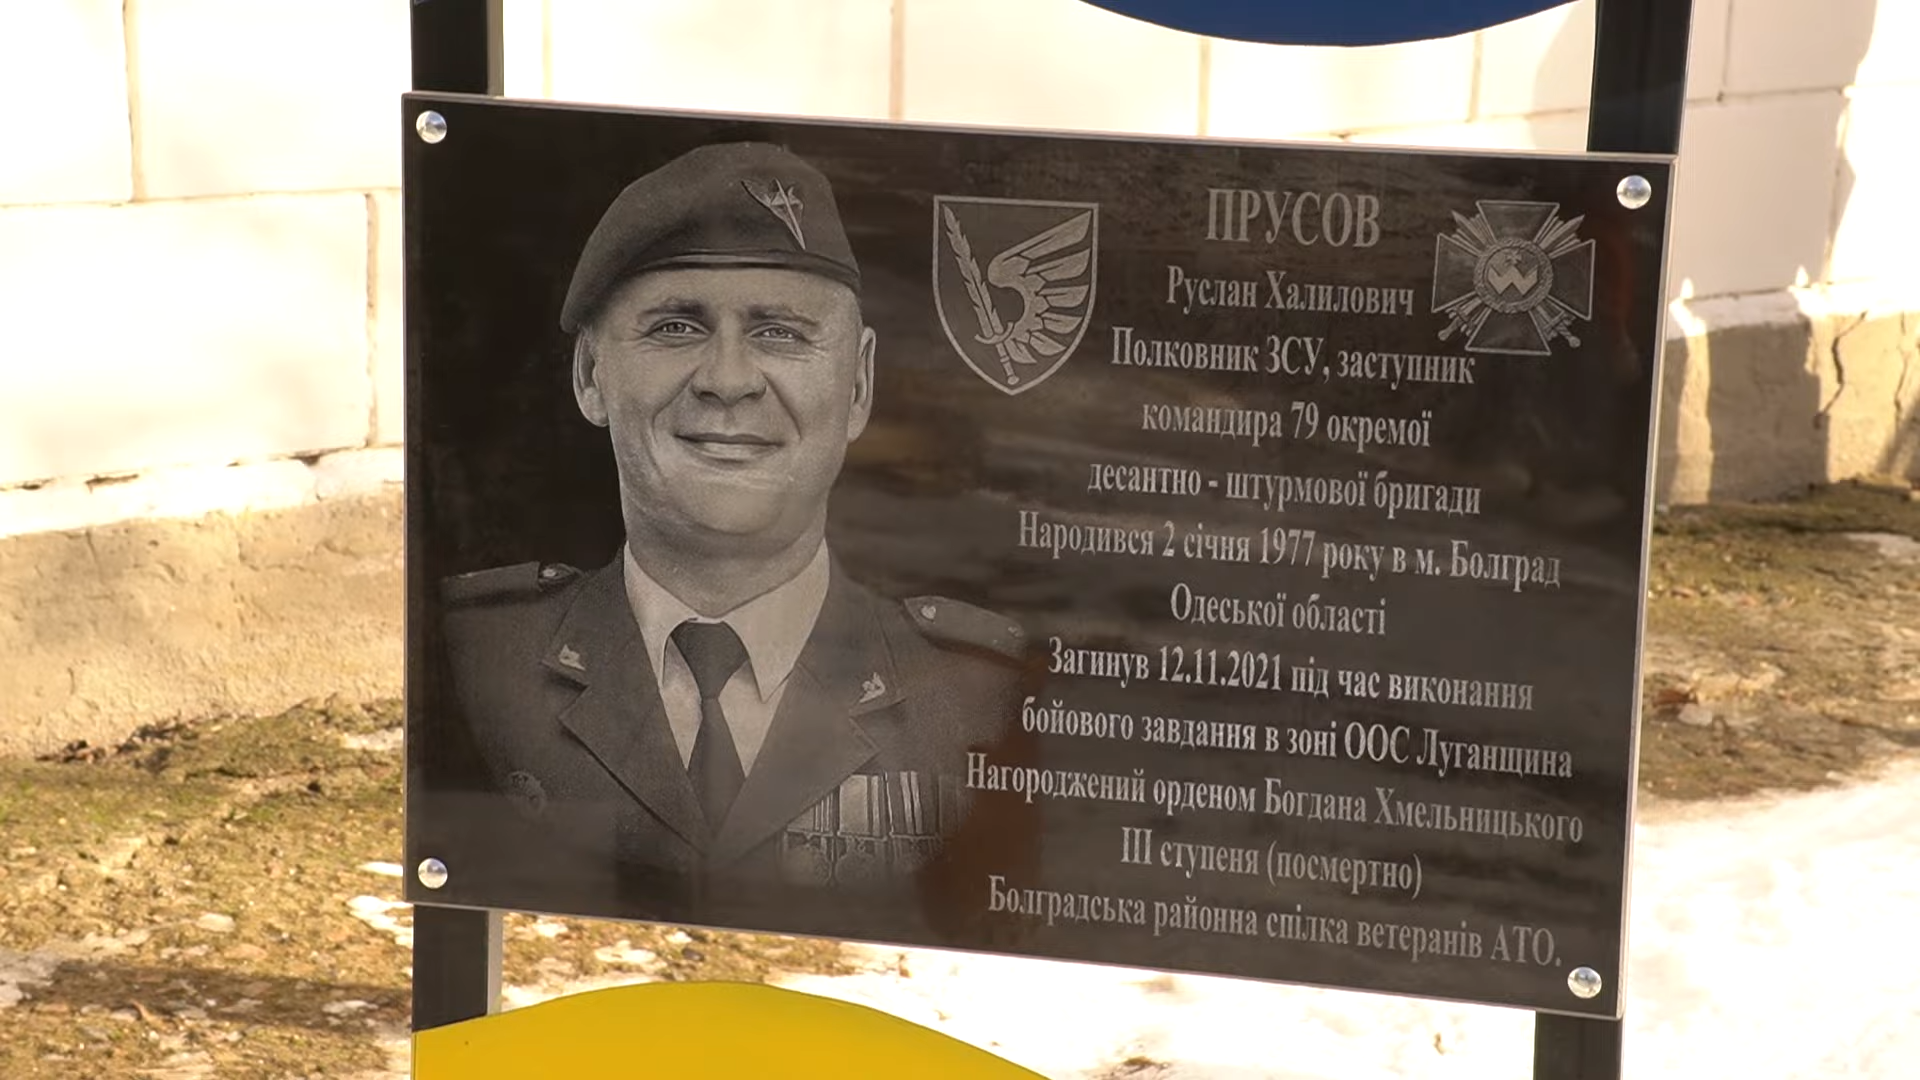 ПРУСОВ
Руслан Халилович
Полковник ЗСУ, заступник
командира 79 окремої
десантно - штурмової бригади
Народився 2 січня 1977 року в м. Болград
Одеської області
Загинув 12.11.2021 під час виконання
бойового завдання в зоні ООС Луганщина
Нагороджений орденом Богдана Хмельницького
III ступеня (посмертно)
Болградська районна спілка ветеранів АТО.